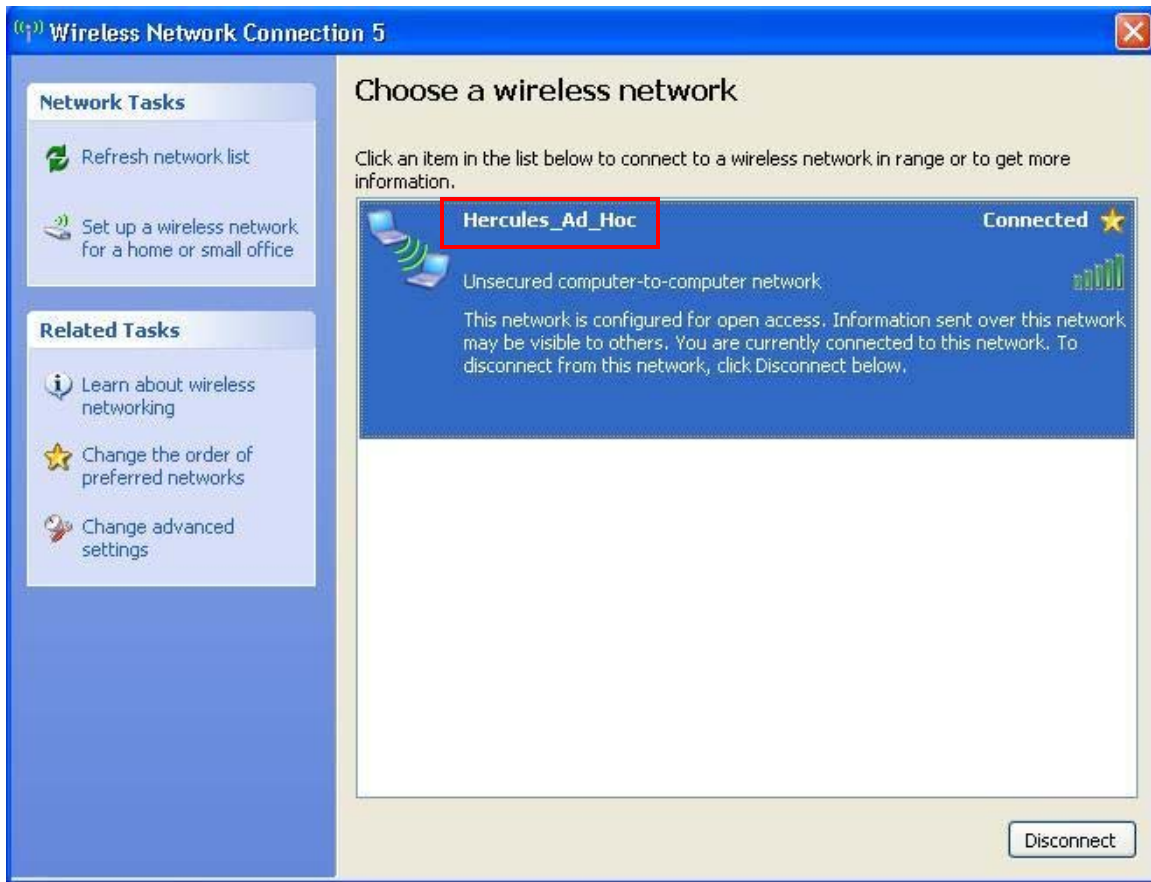 Wireless Network Connection 5
Network Tasks
Refresh network list
Set up a wireless network
for a home or small office
Related Tasks
Learn about wireless
networking
Change the order of
preferred networks
Change advanced
settings
Choose a wireless network
Click an item in the list below to connect to a wireless network in range or to get more
information.
Hercules_Ad_Hoc Connected
Unsecured computer-to-computer network
This network is configured for open access. Information sent over this network
may be visible to others. You are currently connected to this network. To
disconnect from this network, click Disconnect below.
Disconnect